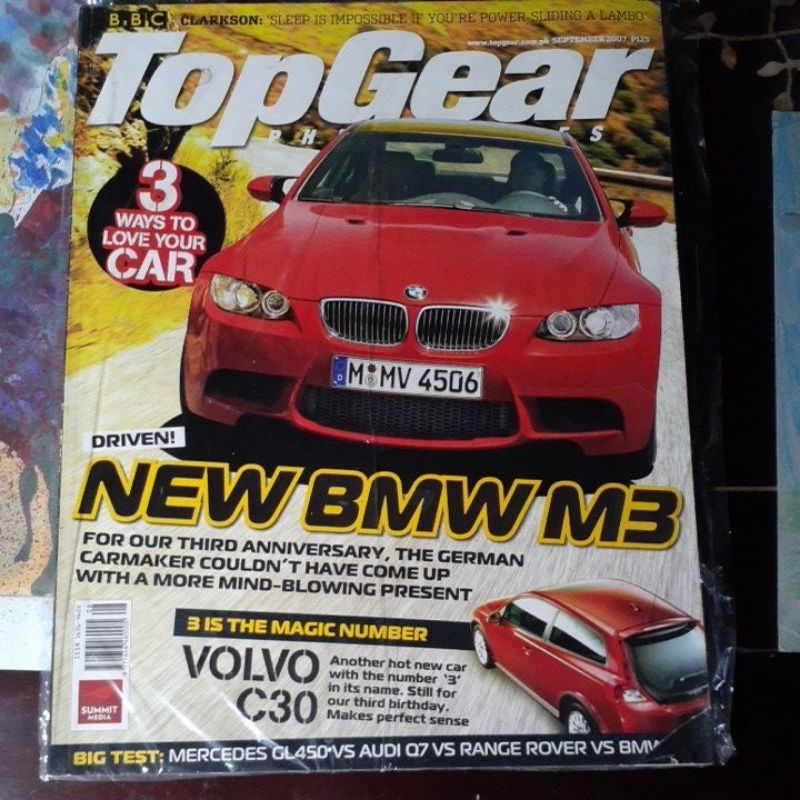 BBC CLARKSON: 'SLEEP IS IMPOSSIBLE IF YOU'RE POWER-SLIDING A LAMBO'
www.topgear.com.ph SEPTEMBER 2007 P125
TopGear
PH ES
3
WAYS TO
LOVE YOUR
CAR
M MV 4506
D
DRIVEN!
NEW BMW M3
FOR OUR THIRD ANNIVERSARY, THE GERMAN
CARMAKER COULDN'T HAVE COME UP
WITH A MORE MIND-BLOWING PRESENT
3 IS THE MAGIC NUMBER
VOLVO
C30
Another hot new car
with the number '3'
in its name. Still for
our third birthday.
Makes perfect sense
SUMMIT
MEDIA
BIG TEST: MERCEDES GL450 VS AUDI Q7 VS RANGE ROVER VS BMW